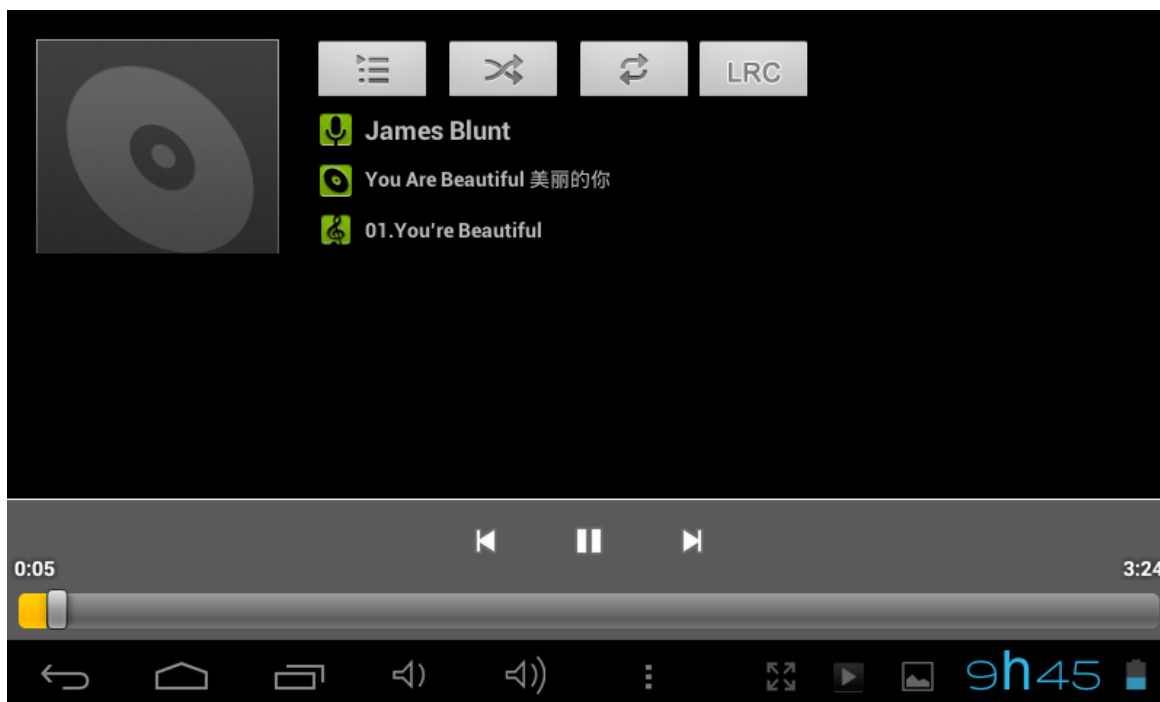 LRC
James Blunt
You Are Beautiful 美丽的你
01.You're Beautiful
0:05
3:24
9h45